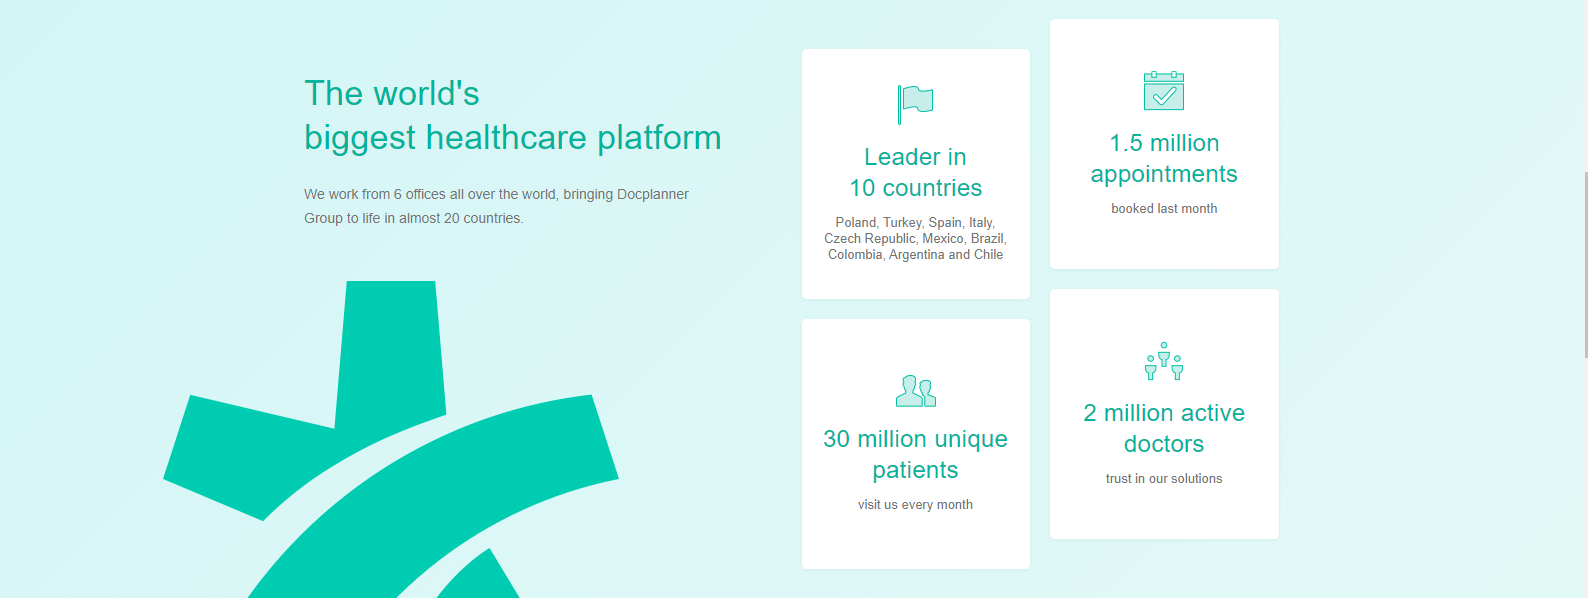 The world's
biggest healthcare platform
We work from 6 offices all over the world, bringing Docplanner
Group to life in almost 20 countries.
Leader in
10 countries
Poland, Turkey, Spain, Italy,
Czech Republic, Mexico, Brazil,
Colombia, Argentina and Chile
1.5 million
appointments
booked last month
30 million unique
patients
visit us every month
2 million active
doctors
trust in our solutions